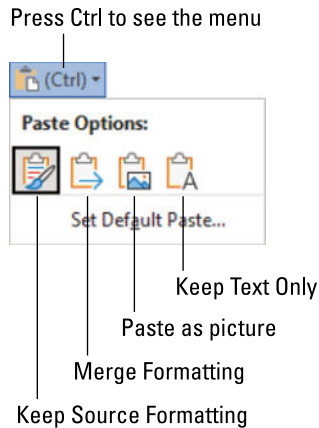 Press Ctrl to see the menu
(Ctrl)
Paste Options:
A
Set Default Paste...
Keep Text Only
Paste as picture
Merge Formatting
Keep Source Formatting